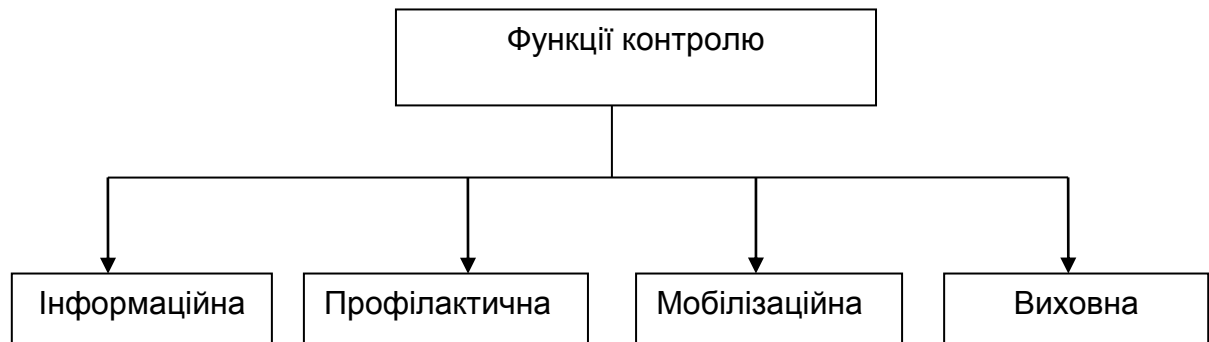 Функції контролю
Інформаційна
Профілактична
Мобілізаційна
Виховна